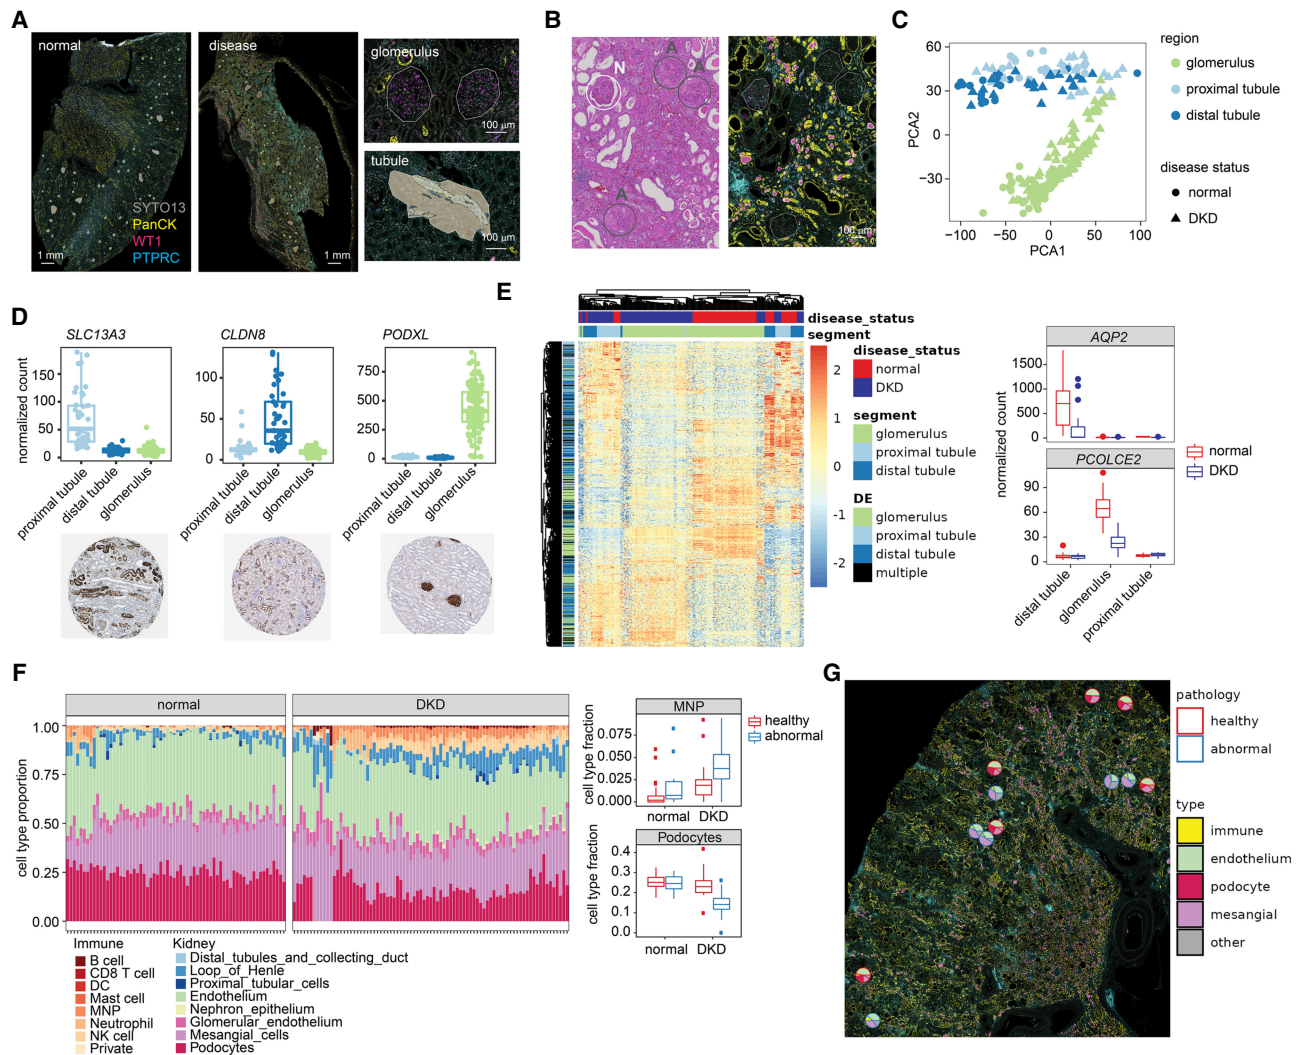 A
normal
disease
glomerulus
100 µm
tubule
100 µm
SYTO13
PanCK
WT1
PTPRC
1 mm
1 mm
B
N
A
A
A
100 µm
C
60
30
0
−30
PCA2
−100
−50
0
50
100
PCA1
region
glomerulus
proximal tubule
distal tubule
disease status
normal
DKD
D
SLC13A3
CLDN8
PODXL
normalized count
150
100
50
0
100
50
0
750
500
250
0
proximal tubule
distal tubule
glomerulus
proximal tubule
distal tubule
glomerulus
proximal tubule
distal tubule
glomerulus
E
disease_status
segment
2
1
0
-1
-2
disease_status
normal
DKD
segment
glomerulus
proximal tubule
distal tubule
DE
glomerulus
proximal tubule
distal tubule
multiple
AQP2
1500
1000
500
0
normalized count
PCOLCE2
90
60
30
0
distal tubule
glomerulus
proximal tubule
normal
DKD
F
normal
DKD
cell type proportion
1.00
0.75
0.50
0.25
0.00
Immune
B cell
CD8 T cell
DC
Mast cell
MNP
Neutrophil
NK cell
Private
Kidney
Distal_tubules_and_collecting_duct
Loop_of_Henle
Proximal_tubular_cells
Endothelium
Nephron_epithelium
Glomerular_endothelium
Mesangial_cells
Podocytes
MNP
cell type fraction
0.075
0.050
0.025
0.000
normal DKD
healthy
abnormal
Podocytes
cell type fraction
0.4
0.3
0.2
0.1
0.0
normal DKD
G
pathology
healthy
abnormal
type
immune
endothelium
podocyte
mesangial
other